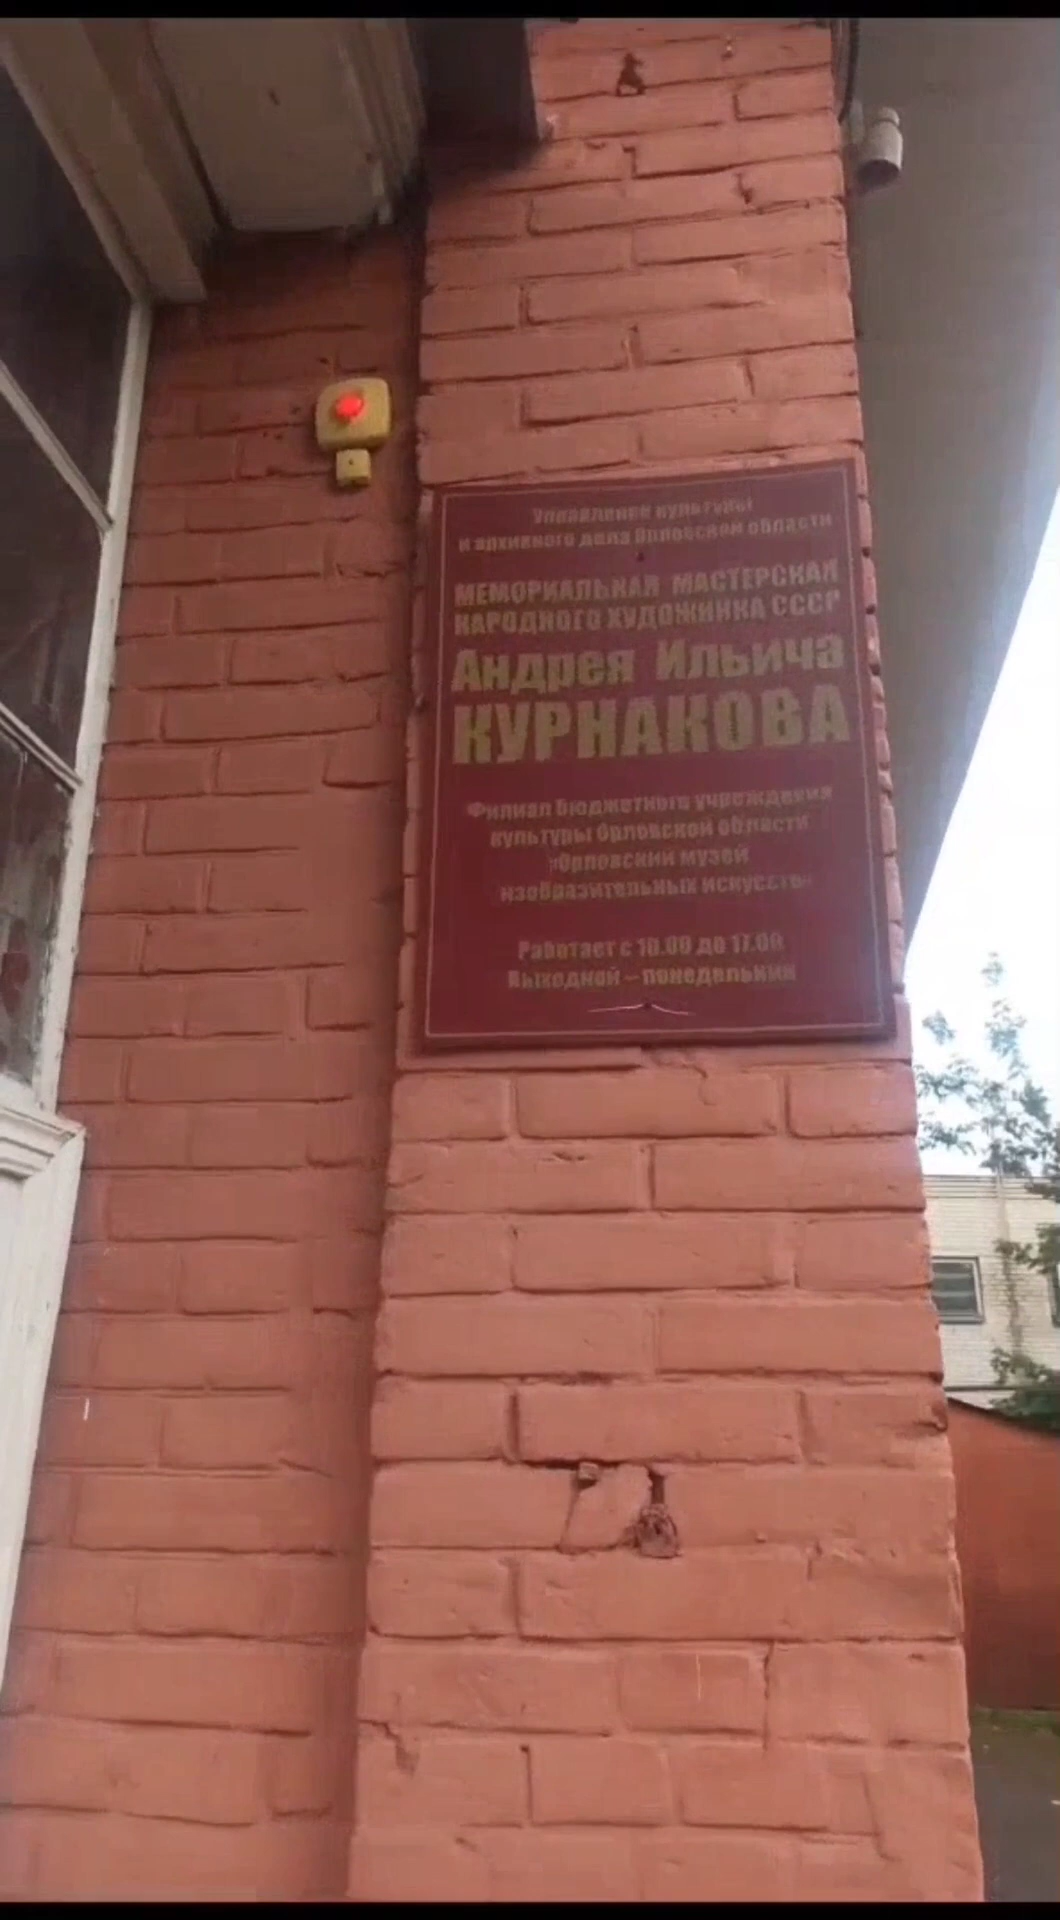 Управление культуры
и архивного дела Орловской области
МЕМОРИАЛЬНАЯ МАСТЕРСКАЯ
НАРОДНОГО ХУДОЖНИКА СССР
Андрея Ильича
КУРНАКОВА
Филиал бюджетного учреждения
культуры Орловской области
«Орловский музей
изобразительных искусств»
Работает с 10.00 до 17.00
Выходной – понедельник